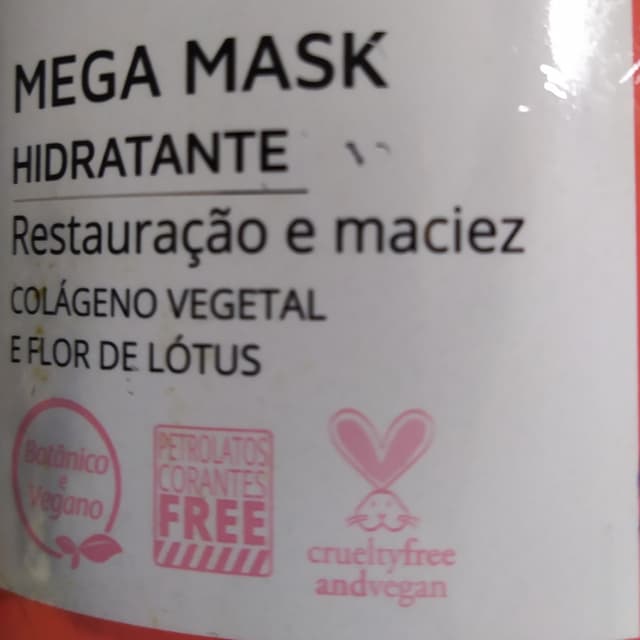 MEGA MASK
HIDRATANTE
Restauração e maciez
COLÁGENO VEGETAL
E FLOR DE LÓTUS
Botânico
e
Vegano
PETROLATOS
CORANTES
FREE
crueltyfree
andvegan